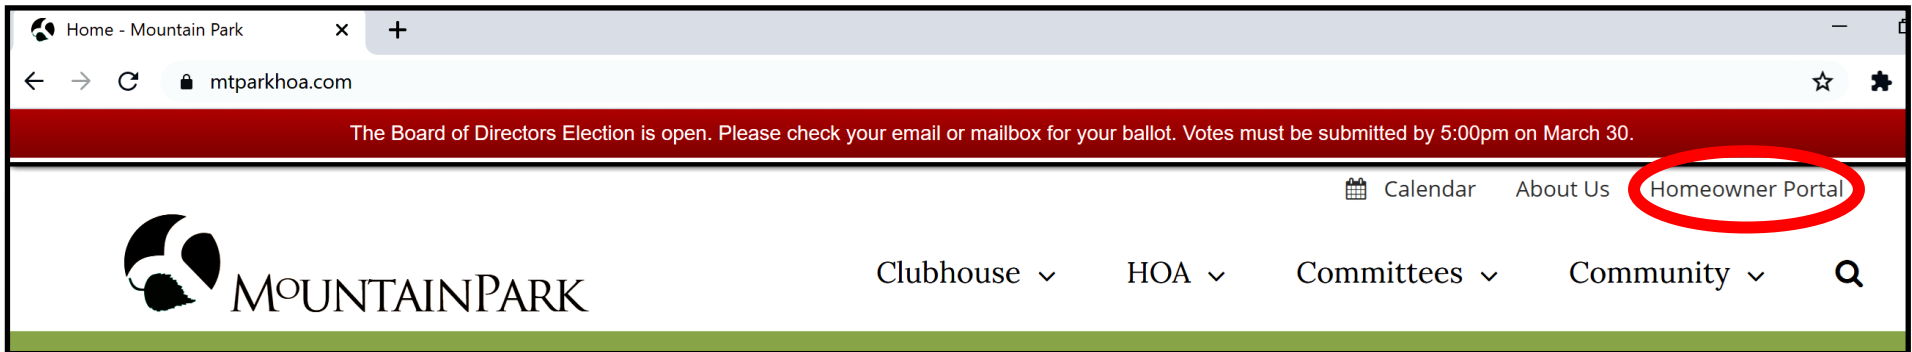 Home - Mountain Park
mtparkhoa.com
The Board of Directors Election is open. Please check your email or mailbox for your ballot. Votes must be submitted by 5:00pm on March 30.
Calendar About Us Homeowner Portal
MOUNTAINPARK Clubhouse HOA Committees Community